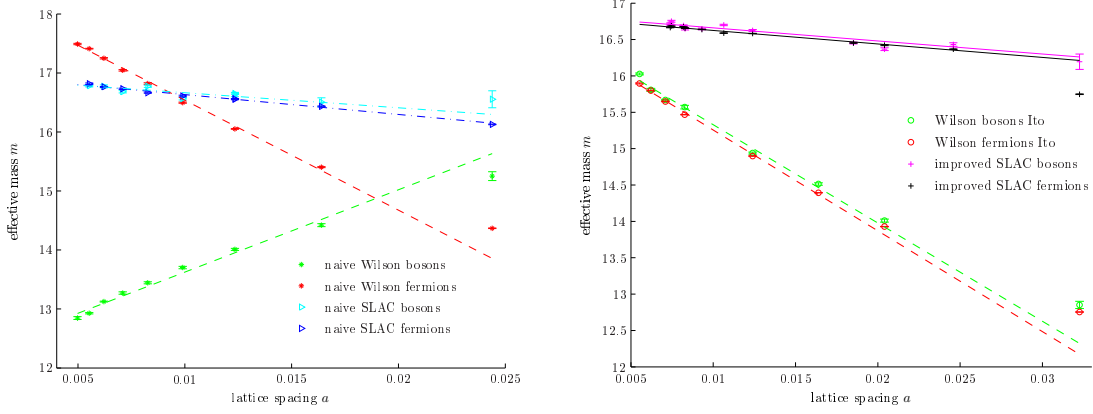 18
17
16
15
14
13
12
effective mass m
0.005
0.01
0.015
0.02
0.025
lattice spacing a
naive Wilson bosons
naive Wilson fermions
naive SLAC bosons
naive SLAC fermions
17
16.5
16
15.5
15
14.5
14
13.5
13
12.5
12
effective mass m
0.005
0.01
0.015
0.02
0.025
0.03
lattice spacing a
Wilson bosons Ito
Wilson fermions Ito
improved SLAC bosons
improved SLAC fermions